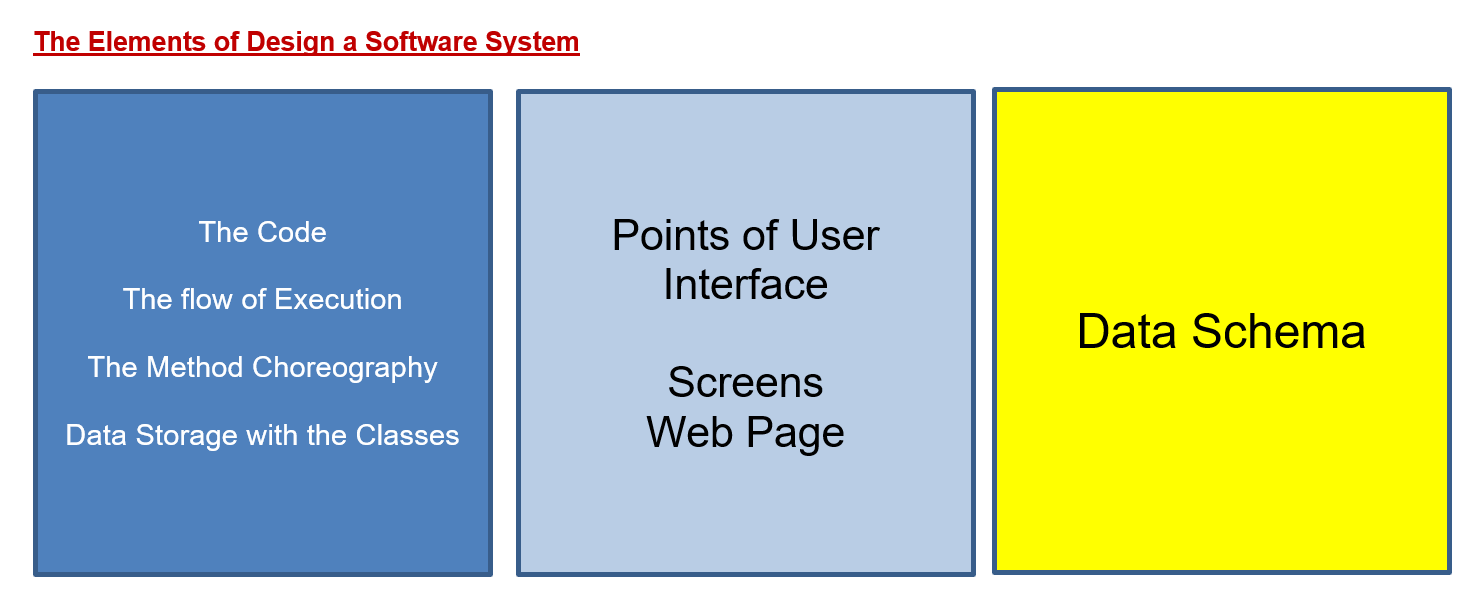 The Elements of Design a Software System
The Code
The flow of Execution
The Method Choreography
Data Storage with the Classes
Points of User
Interface
Screens
Web Page
Data Schema